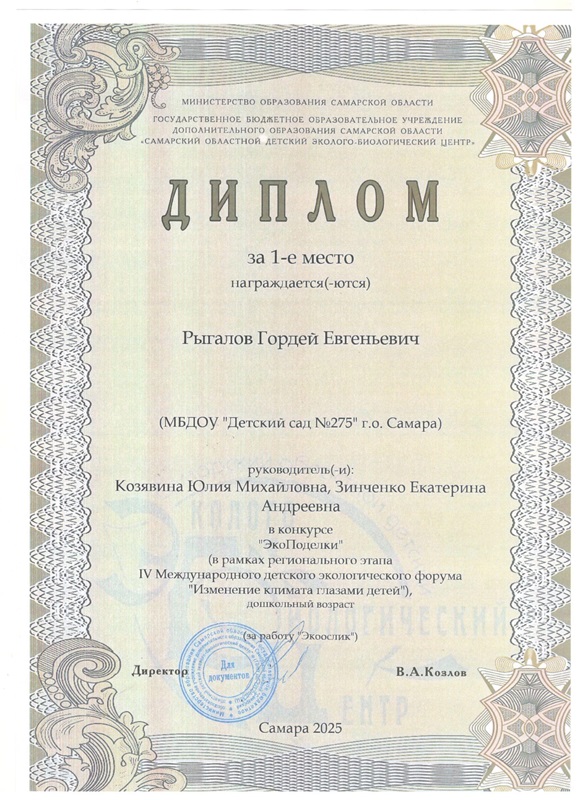 МИНИСТЕРСТВО ОБРАЗОВАНИЯ САМАРСКОЙ ОБЛАСТИ
ГОСУДАРСТВЕННОЕ БЮДЖЕТНОЕ ОБРАЗОВАТЕЛЬНОЕ УЧРЕЖДЕНИЕ
ДОПОЛНИТЕЛЬНОГО ОБРАЗОВАНИЯ САМАРСКОЙ ОБЛАСТИ
«САМАРСКИЙ ОБЛАСТНОЙ ДЕТСКИЙ ЭКОЛОГО-БИОЛОГИЧЕСКИЙ ЦЕНТР»
ДИПЛОМ
за 1-е место
награждается(-ются)
Рыгалов Гордей Евгеньевич
(МБДОУ "Детский сад №275" г.о. Самара)
руководитель(-и):
Козявина Юлия Михайловна, Зинченко Екатерина
Андреевна
в конкурсе
"ЭкоПоделки"
(в рамках регионального этапа
IV Международного детского экологического форума
"Изменение климата глазами детей"),
дошкольный возраст
(за работу "Экоослик")
Для
документов
Директор
В.А.Козлов
Самара 2025